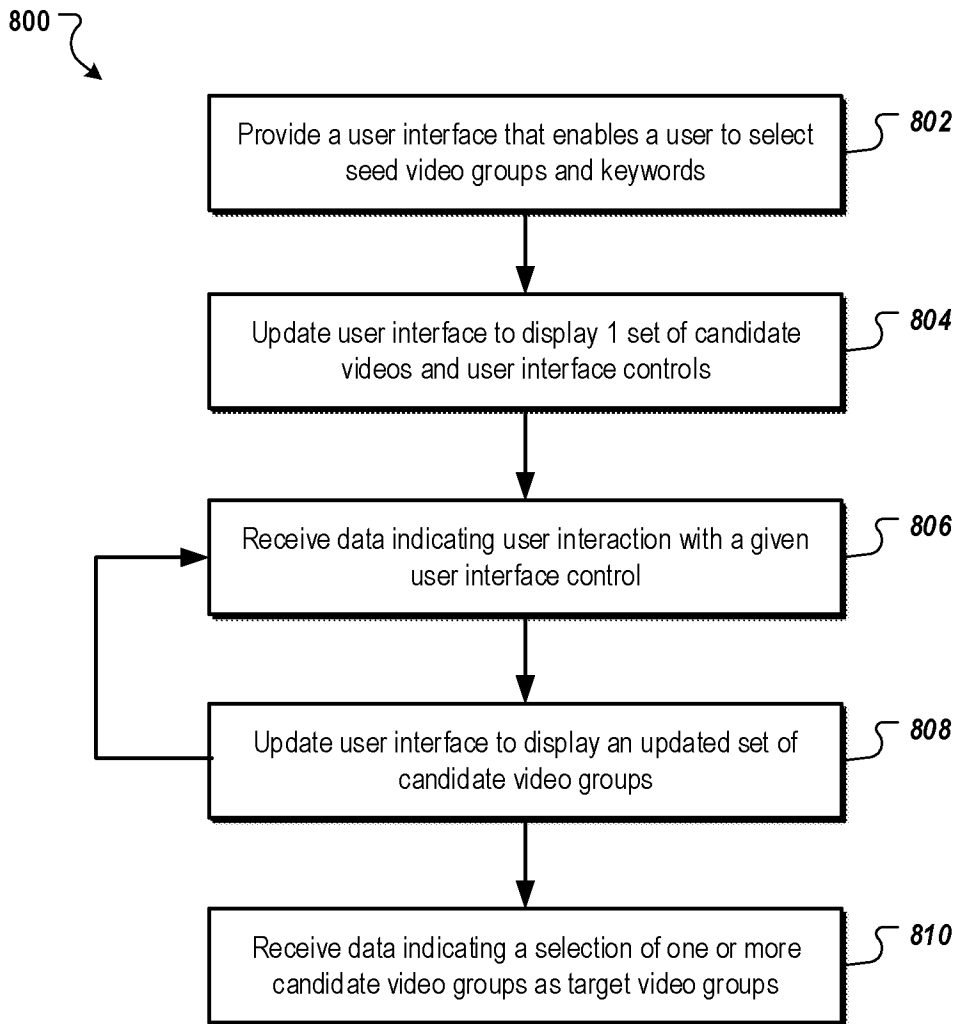 800
Provide a user interface that enables a user to select
seed video groups and keywords
802
Update user interface to display 1 set of candidate
videos and user interface controls
804
Receive data indicating user interaction with a given
user interface control
806
Update user interface to display an updated set of
candidate video groups
808
Receive data indicating a selection of one or more
candidate video groups as target video groups
810